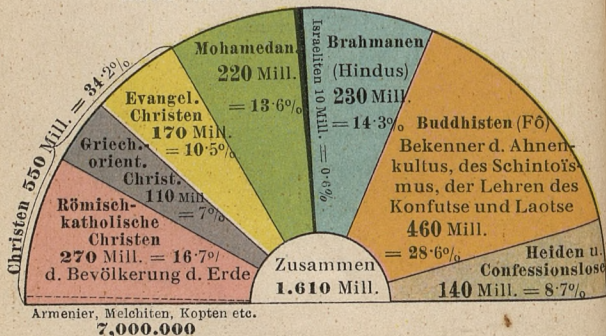 Christen 550 Mill. = 34·2%
Römisch-
katholische
Christen
270 Mill. = 16·7%
d. Bevölkerung d. Erde
Armenier, Melchiten, Kopten etc.
7,000.000
Griech.-
orient.
Christ.
110 Mill.
= 7%
Evangel.
Christen
170 Mill.
= 10·5%
Mohamedan.
220 Mill.
= 13·6%
Israeliten 10 Mill. = 0·6%
Brahmanen
(Hindus)
230 Mill.
= 14·3%
Buddhisten (Fô)
Bekenner d. Ahnen-
kultus, des Schintoïs-
mus, der Lehren des
Konfutse und Laotse
460 Mill.
= 28·6%
Heiden u.
Confessionslose
140 Mill. = 8·7%
Zusammen
1.610 Mill.